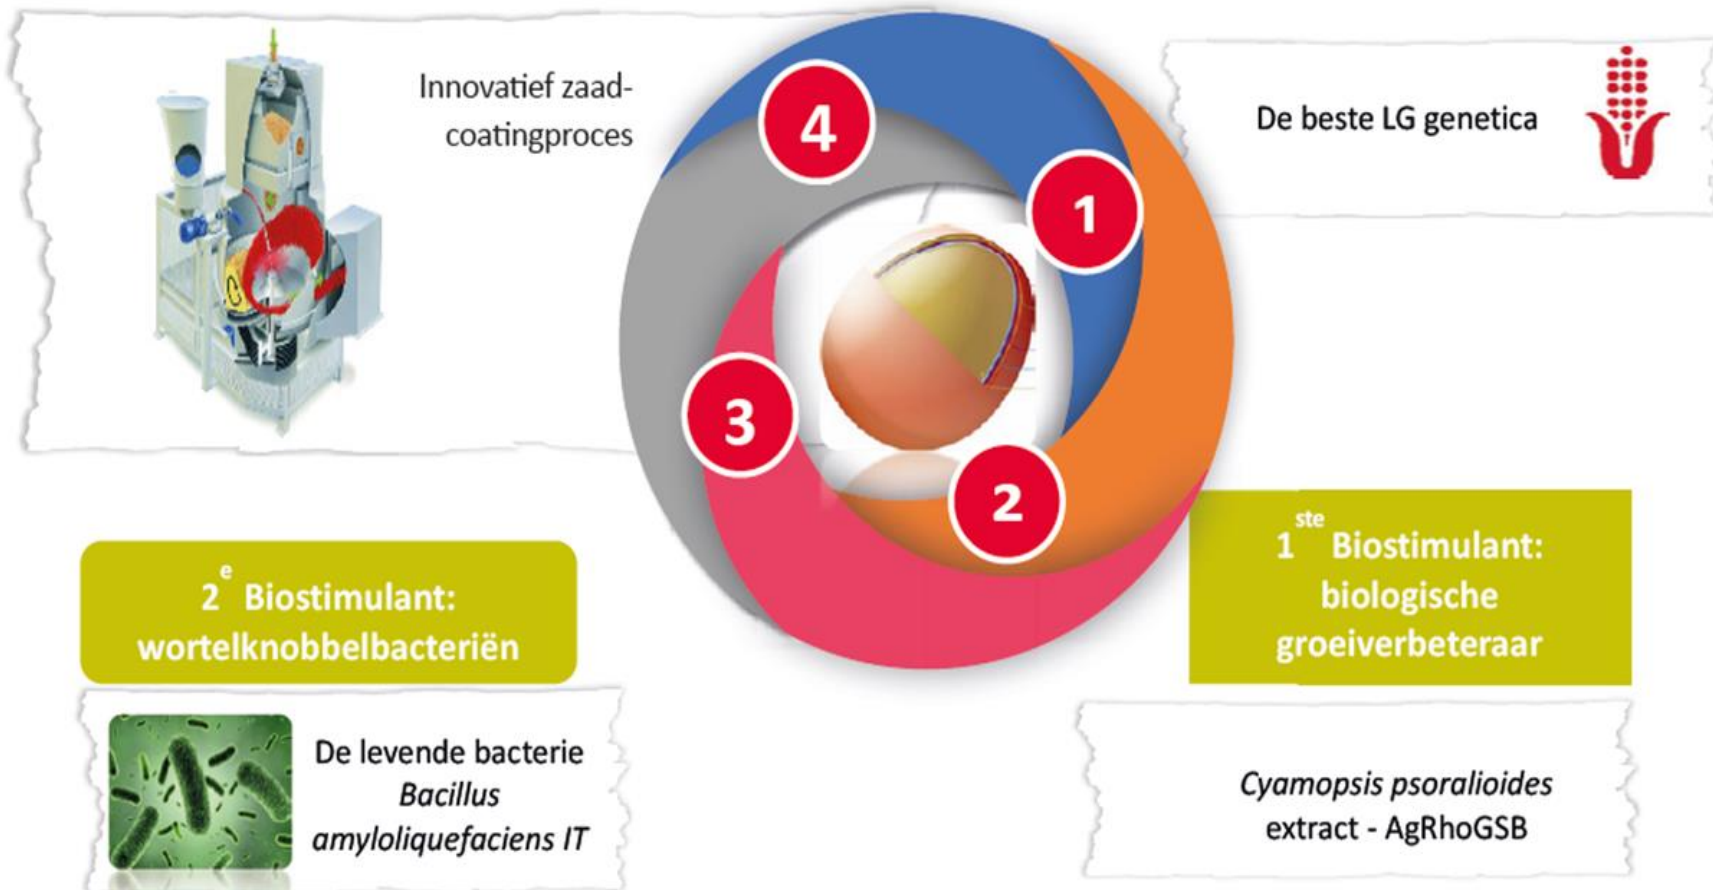 Innovatief zaad-
coatingproces
4
De beste LG genetica
1
3
2
1ste Biostimulant:
biologische
groeiverbeteraar
2e Biostimulant:
wortelknobbelbacteriën
De levende bacterie
Bacillus
amyloliquefaciens IT
Cyamopsis psoralioides
extract - AgRhoGSB